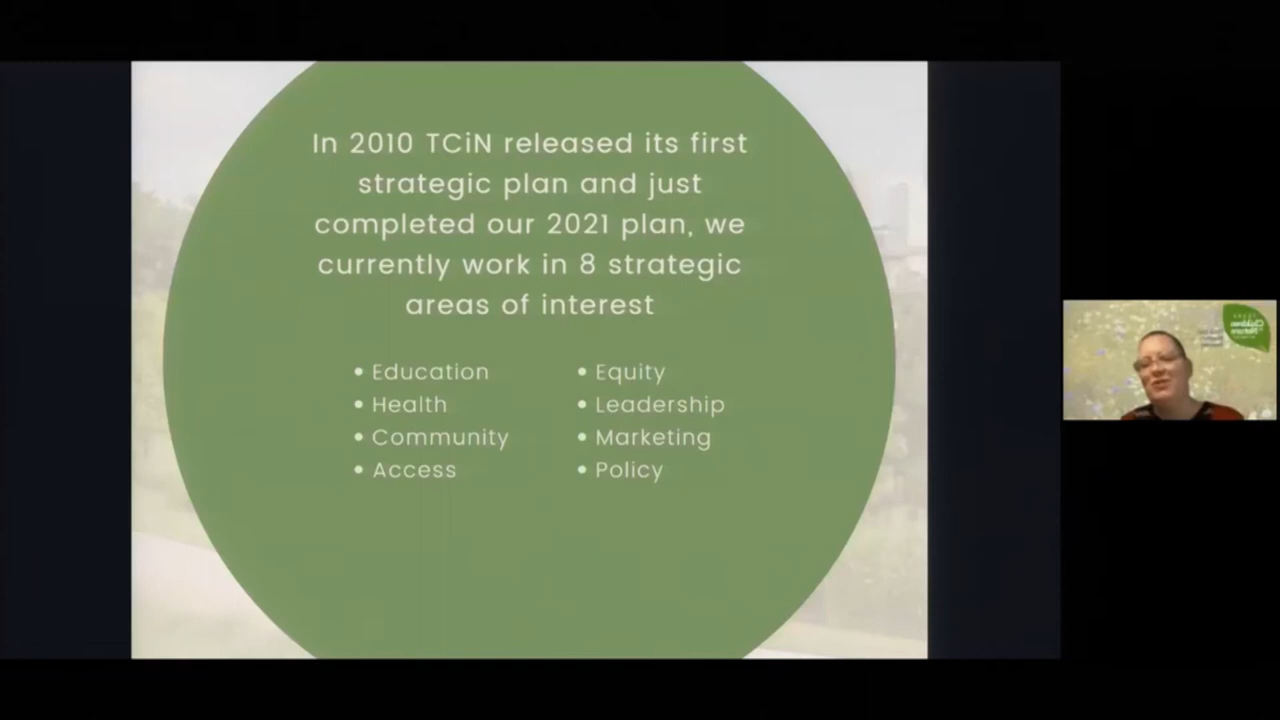 In 2010 TCiN released its first
strategic plan and just
completed our 2021 plan, we
currently work in 8 strategic
areas of interest
• Education
• Health
• Community
• Access
• Equity
• Leadership
• Marketing
• Policy